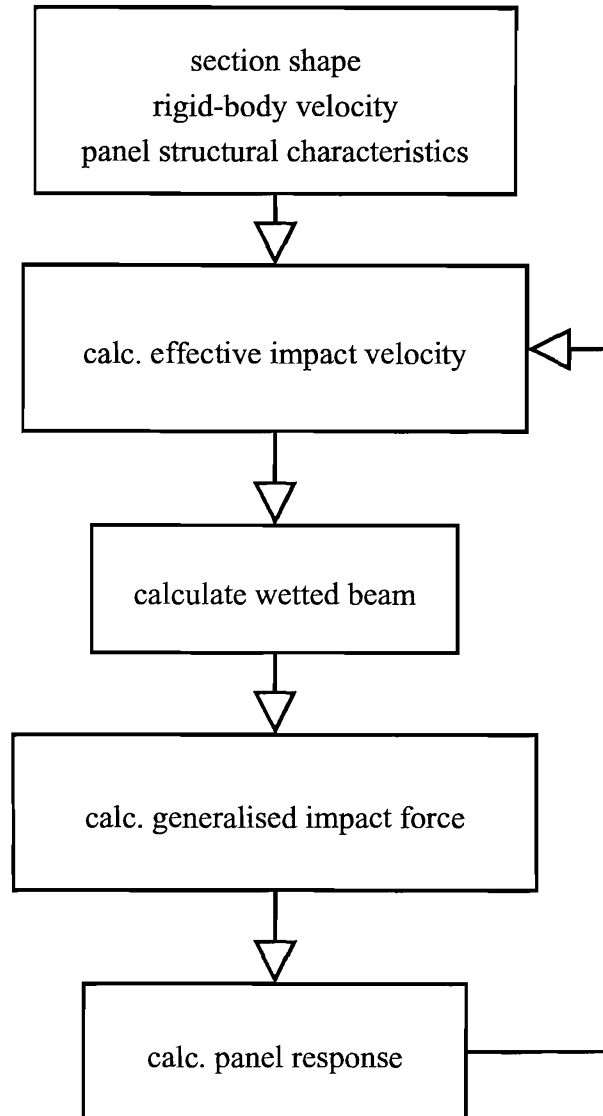 section shape
rigid-body velocity
panel structural characteristics
calc. effective impact velocity
calculate wetted beam
calc. generalised impact force
calc. panel response